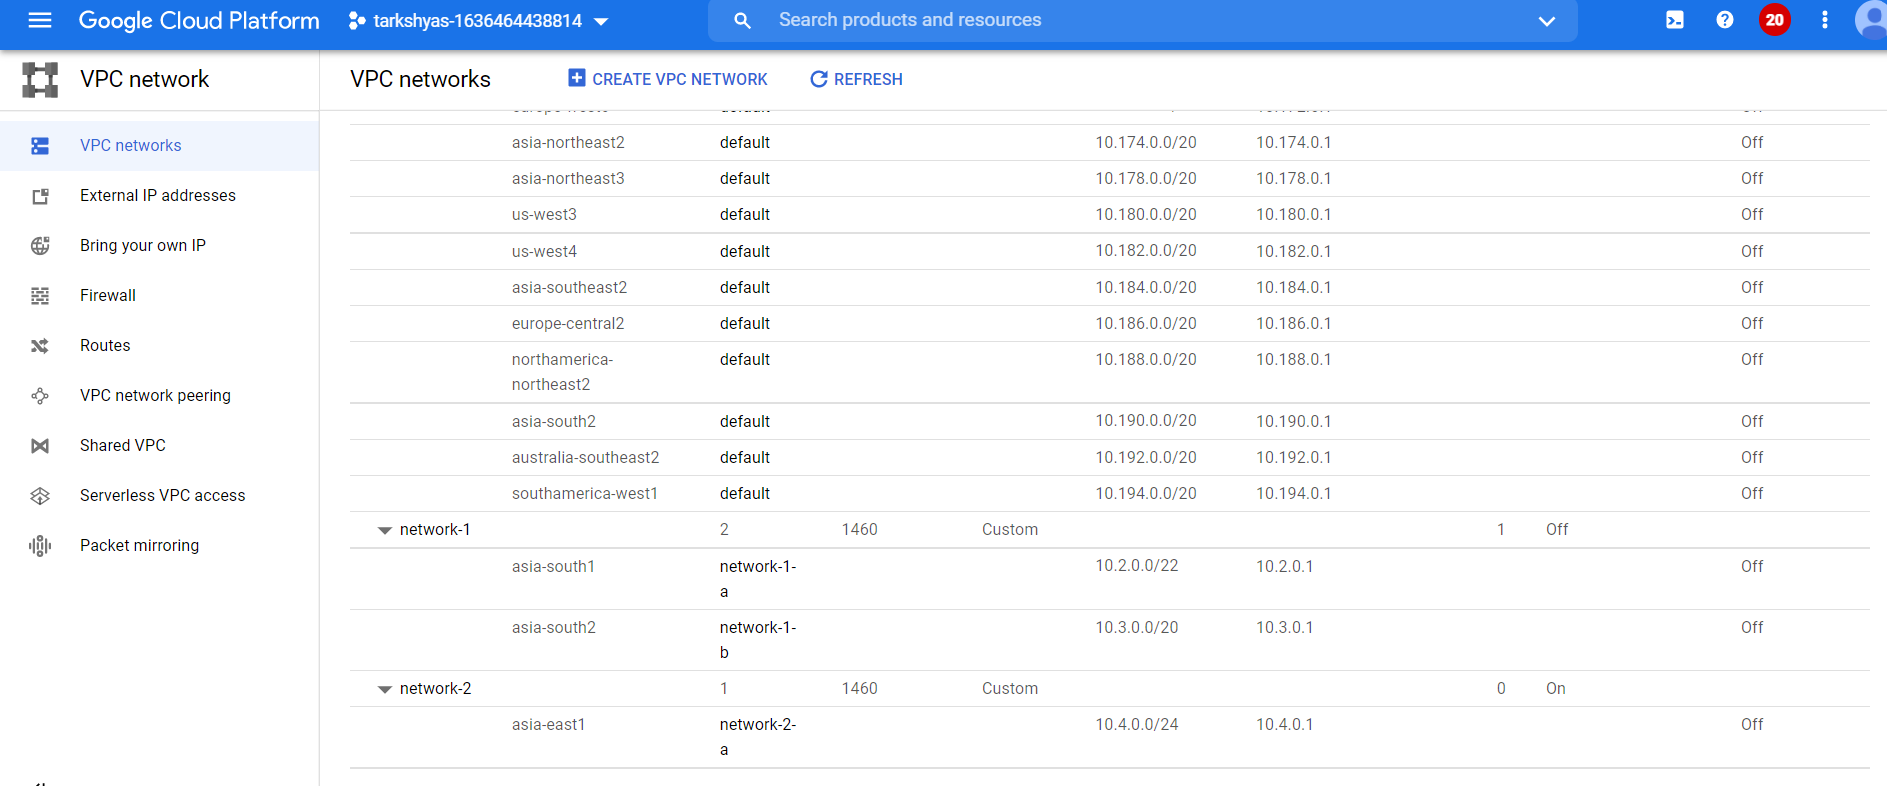 Google Cloud Platform tarkshyas-1636464438814 Search products and resources 20
VPC network
VPC networks CREATE VPC NETWORK REFRESH
VPC networks
External IP addresses
Bring your own IP
Firewall
Routes
VPC network peering
Shared VPC
Serverless VPC access
Packet mirroring
asia-northeast2 default 10.174.0.0/20 10.174.0.1 Off
asia-northeast3 default 10.178.0.0/20 10.178.0.1 Off
us-west3 default 10.180.0.0/20 10.180.0.1 Off
us-west4 default 10.182.0.0/20 10.182.0.1 Off
asia-southeast2 default 10.184.0.0/20 10.184.0.1 Off
europe-central2 default 10.186.0.0/20 10.186.0.1 Off
northamerica- default 10.188.0.0/20 10.188.0.1 Off
northeast2
asia-south2 default 10.190.0.0/20 10.190.0.1 Off
australia-southeast2 default 10.192.0.0/20 10.192.0.1 Off
southamerica-west1 default 10.194.0.0/20 10.194.0.1 Off
network-1 2 1460 Custom 1 Off
asia-south1 network-1- 10.2.0.0/22 10.2.0.1 Off
a
asia-south2 network-1- 10.3.0.0/20 10.3.0.1 Off
b
network-2 1 1460 Custom 0 On
asia-east1 network-2- 10.4.0.0/24 10.4.0.1 Off
a